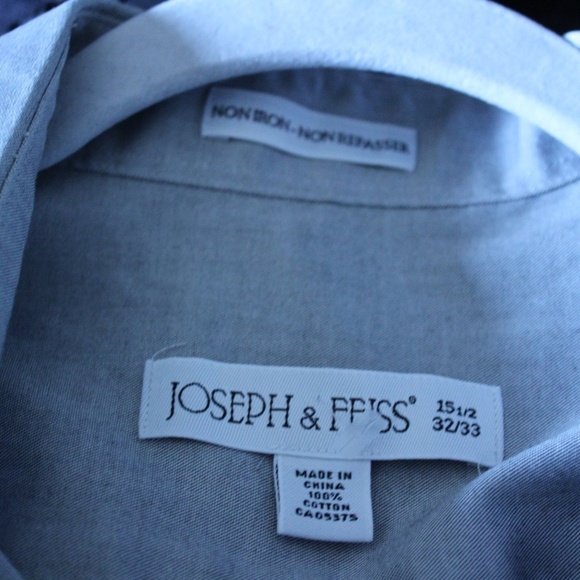 NON IRON - NON REPASSER
JOSEPH & FEISS® 15 1/2
32/33
MADE IN
CHINA
100%
COTTON
CA05375